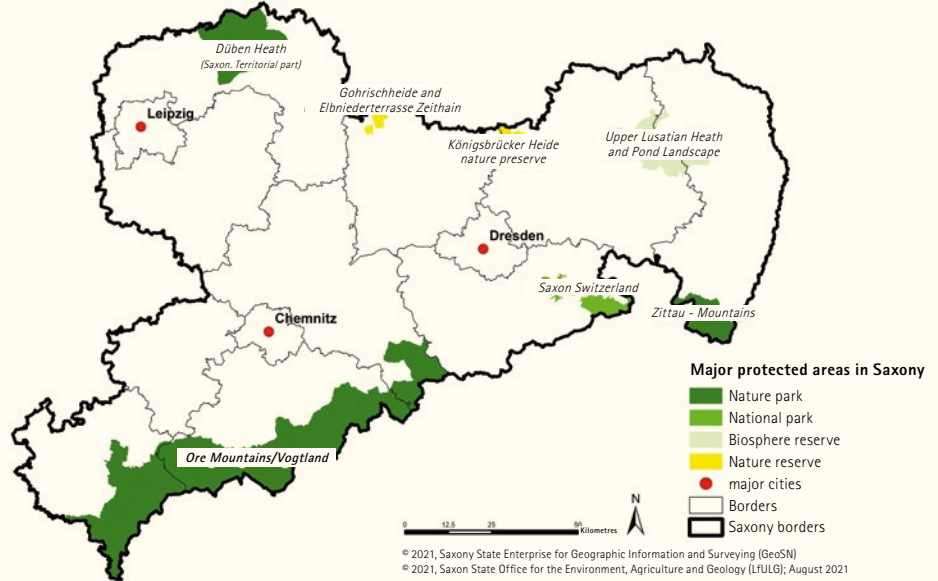 Düben Heath
(Saxon. Territorial part)
Leipzig
Gohrischheide and
Elbniederterrasse Zeithain
Königsbrücker Heide
nature preserve
Upper Lusatian Heath
and Pond Landscape
Dresden
Saxon Switzerland
Zittau - Mountains
Chemnitz
Ore Mountains/Vogtland
Major protected areas in Saxony
Nature park
National park
Biosphere reserve
Nature reserve
major cities
Borders
Saxony borders
N
0 12,5 25 50
Kilometres
© 2021, Saxony State Enterprise for Geographic Information and Surveying (GeoSN)
© 2021, Saxon State Office for the Environment, Agriculture and Geology (LfULG); August 2021